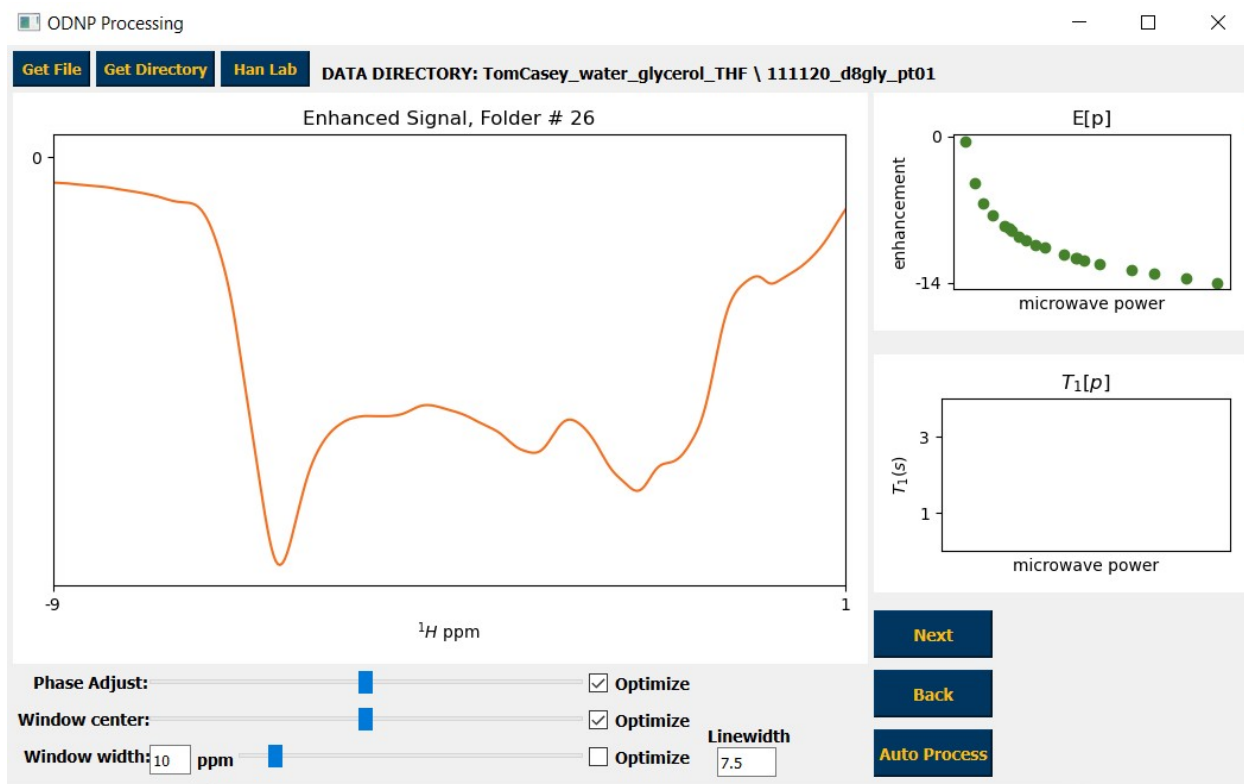 ODNP Processing
Get File Get Directory Han Lab DATA DIRECTORY: TomCasey_water_glycerol_THF \ 111120_d8gly_pt01
Enhanced Signal, Folder # 26
0
-9 1
¹H ppm
E[p]
0
-14
enhancement
microwave power
T₁[p]
3
1
T₁(s)
microwave power
Next
Back
Auto Process
Phase Adjust: Optimize
Window center: Optimize
Window width: 10 ppm Optimize
Linewidth
7.5